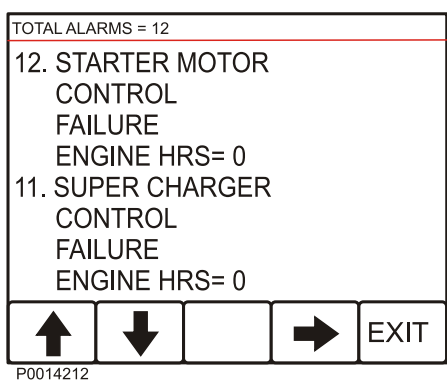 TOTAL ALARMS = 12
12. STARTER MOTOR
CONTROL
FAILURE
ENGINE HRS= 0
11. SUPER CHARGER
CONTROL
FAILURE
ENGINE HRS= 0
EXIT
P0014212